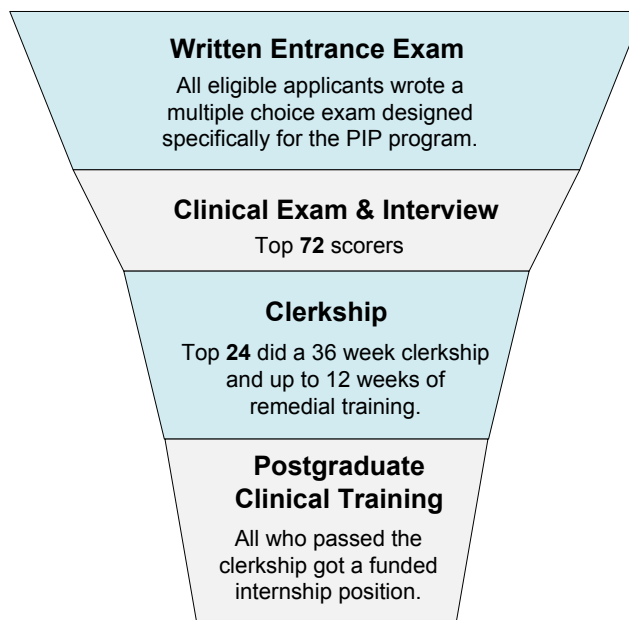 Written Entrance Exam
All eligible applicants wrote a
multiple choice exam designed
specifically for the PIP program.
Clinical Exam & Interview
Top 72 scorers
Clerkship
Top 24 did a 36 week clerkship
and up to 12 weeks of
remedial training.
Postgraduate
Clinical Training
All who passed the
clerkship got a funded
internship position.